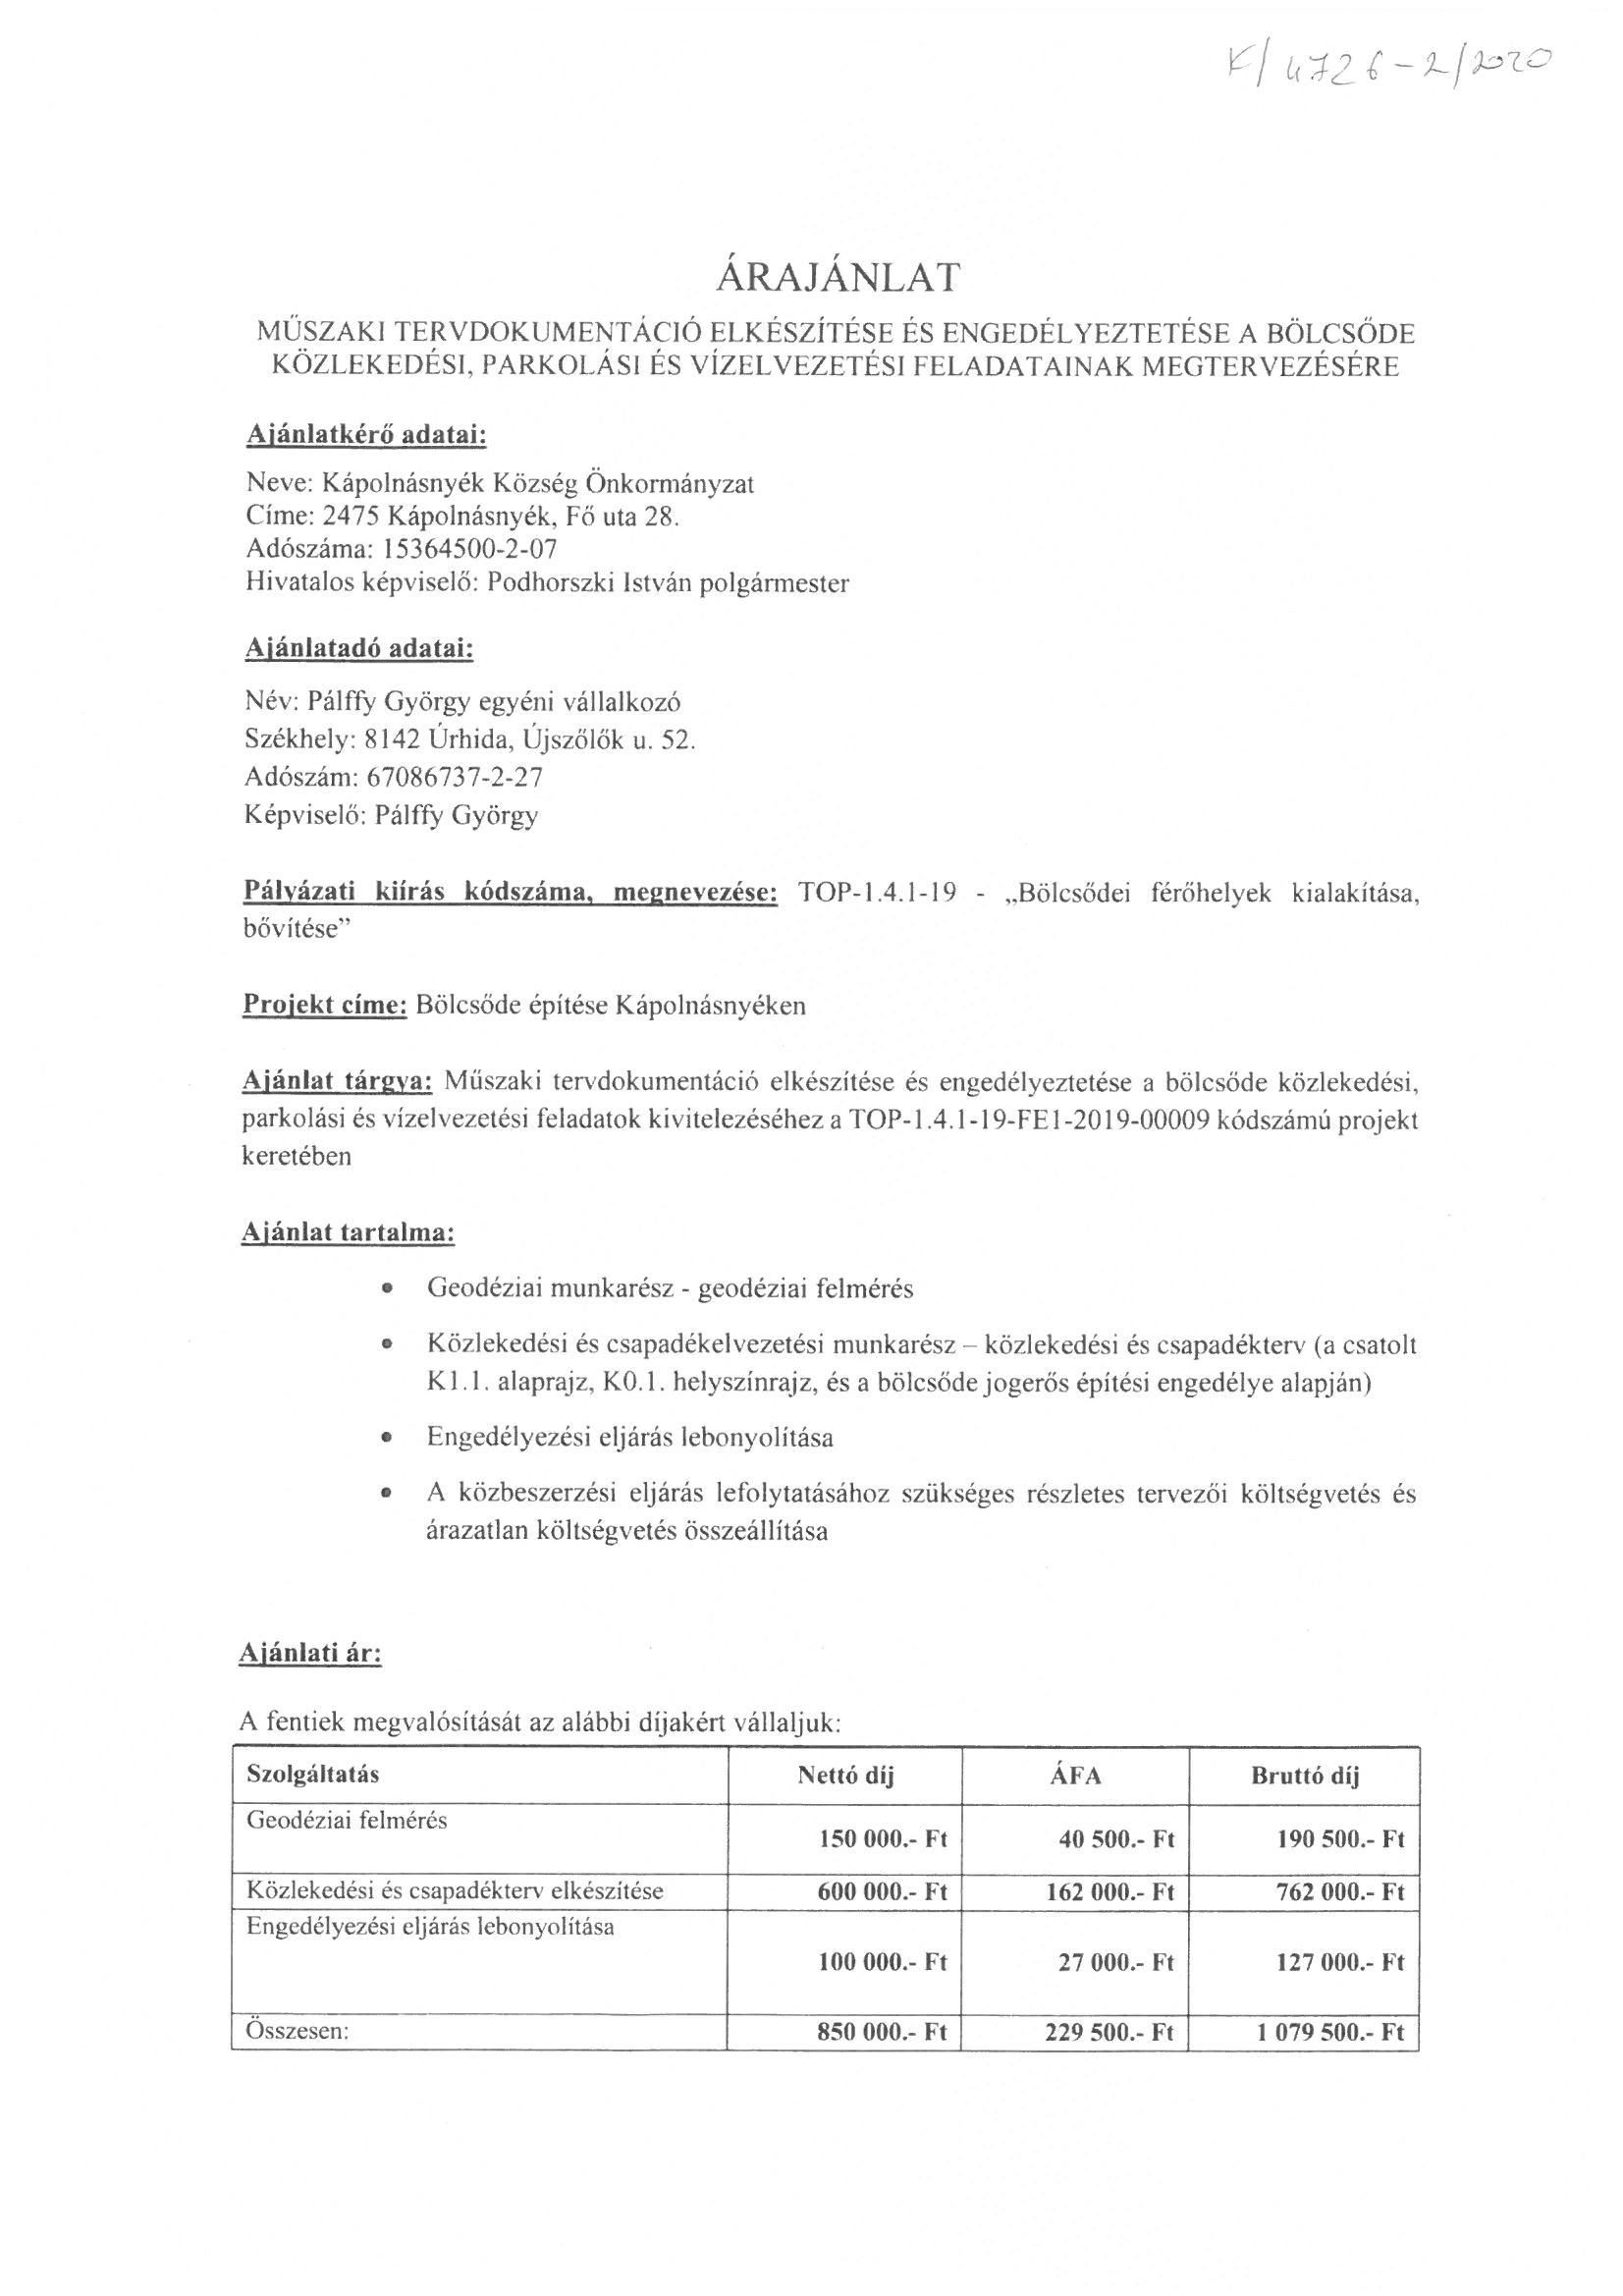 K/4726-2/2020
ÁRAJÁNLAT
MŰSZAKI TERVDOKUMENTÁCIÓ ELKÉSZÍTÉSE ÉS ENGEDÉLYEZTETÉSE A BÖLCSŐDE
KÖZLEKEDÉSI, PARKOLÁSI ÉS VÍZELVEZETÉSI FELADATAINAK MEGTERVEZÉSÉRE
Ajánlatkérő adatai:
Neve: Kápolnásnyék Község Önkormányzat
Címe: 2475 Kápolnásnyék, Fő uta 28.
Adószáma: 15364500-2-07
Hivatalos képviselő: Podhorszki István polgármester
Ajánlatadó adatai:
Név: Pálffy György egyéni vállalkozó
Székhely: 8142 Úrhida, Újszőlők u. 52.
Adószám: 67086737-2-27
Képviselő: Pálffy György
Pályázati kiírás kódszáma, megnevezése: TOP-1.4.1-19 - „Bölcsődei férőhelyek kialakítása,
bővítése”
Projekt címe: Bölcsőde építése Kápolnásnyéken
Ajánlat tárgya: Műszaki tervdokumentáció elkészítése és engedélyeztetése a bölcsőde közlekedési,
parkolási és vízelvezetési feladatok kivitelezéséhez a TOP-1.4.1-19-FE1-2019-00009 kódszámú projekt
keretében
Ajánlat tartalma:
• Geodéziai munkarész - geodéziai felmérés
• Közlekedési és csapadékelvezetési munkarész – közlekedési és csapadékterv (a csatolt
K1.1. alaprajz, K0.1. helyszínrajz, és a bölcsőde jogerős építési engedélye alapján)
• Engedélyezési eljárás lebonyolítása
• A közbeszerzési eljárás lefolytatásához szükséges részletes tervezői költségvetés és
árazatlan költségvetés összeállítása
Ajánlati ár:
A fentiek megvalósítását az alábbi díjakért vállaljuk:
Szolgáltatás Nettó díj ÁFA Bruttó díj
Geodéziai felmérés 150 000.- Ft 40 500.- Ft 190 500.- Ft
Közlekedési és csapadékterv elkészítése 600 000.- Ft 162 000.- Ft 762 000.- Ft
Engedélyezési eljárás lebonyolítása 100 000.- Ft 27 000.- Ft 127 000.- Ft
Összesen: 850 000.- Ft 229 500.- Ft 1 079 500.- Ft